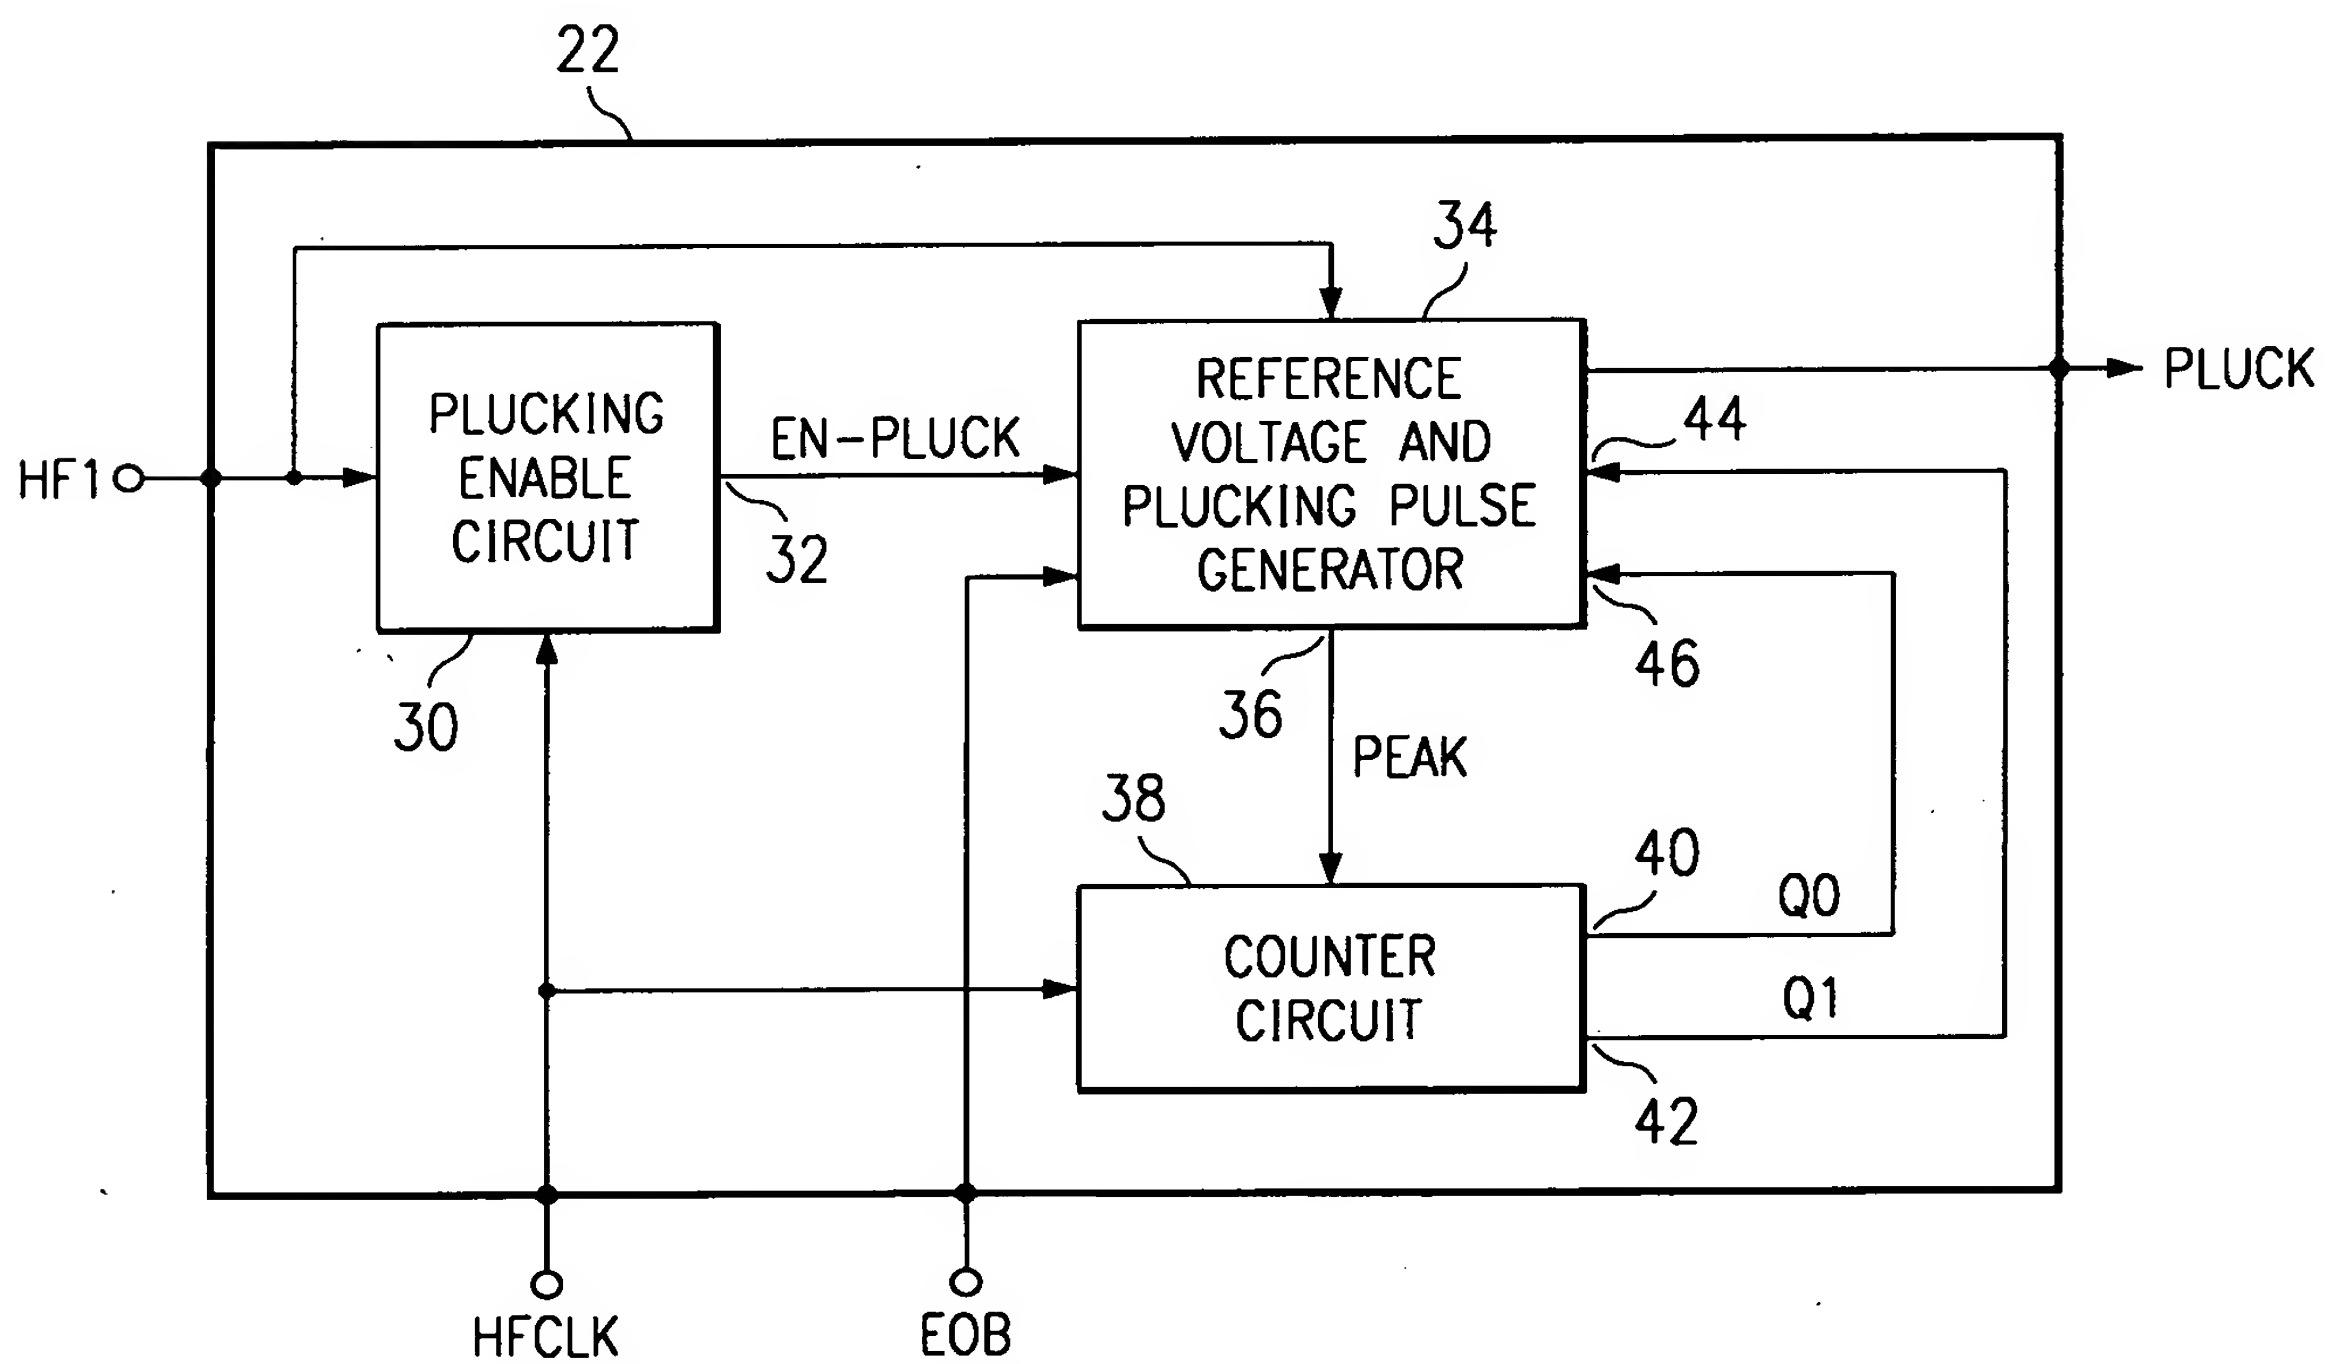 22
34
REFERENCE
VOLTAGE AND
PLUCKING PULSE
GENERATOR
PLUCK
44
PLUCKING
ENABLE
CIRCUIT
EN-PLUCK
HF1
32
46
30
36
PEAK
38
40
Q0
COUNTER
CIRCUIT
Q1
42
HFCLK
EOB